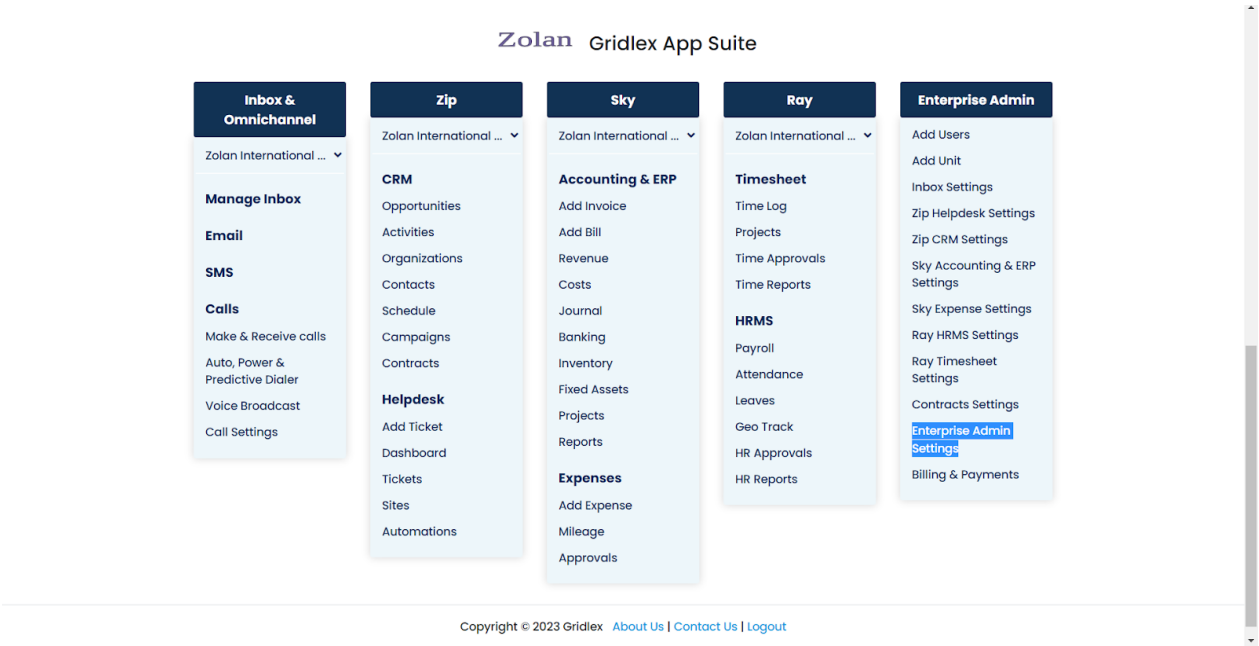 Zolan Gridlex App Suite
Inbox &
Omnichannel
Zolan International ...
Manage Inbox
Email
SMS
Calls
Make & Receive calls
Auto, Power &
Predictive Dialer
Voice Broadcast
Call Settings
Zip
Zolan International ...
CRM
Opportunities
Activities
Organizations
Contacts
Schedule
Campaigns
Contracts
Helpdesk
Add Ticket
Dashboard
Tickets
Sites
Automations
Sky
Zolan International ...
Accounting & ERP
Add Invoice
Add Bill
Revenue
Costs
Journal
Banking
Inventory
Fixed Assets
Projects
Reports
Expenses
Add Expense
Mileage
Approvals
Ray
Zolan International ...
Timesheet
Time Log
Projects
Time Approvals
Time Reports
HRMS
Payroll
Attendance
Leaves
Geo Track
HR Approvals
HR Reports
Enterprise Admin
Add Users
Add Unit
Inbox Settings
Zip Helpdesk Settings
Zip CRM Settings
Sky Accounting & ERP
Settings
Sky Expense Settings
Ray HRMS Settings
Ray Timesheet
Settings
Contracts Settings
Enterprise Admin
Settings
Billing & Payments
Copyright © 2023 Gridlex About Us | Contact Us | Logout